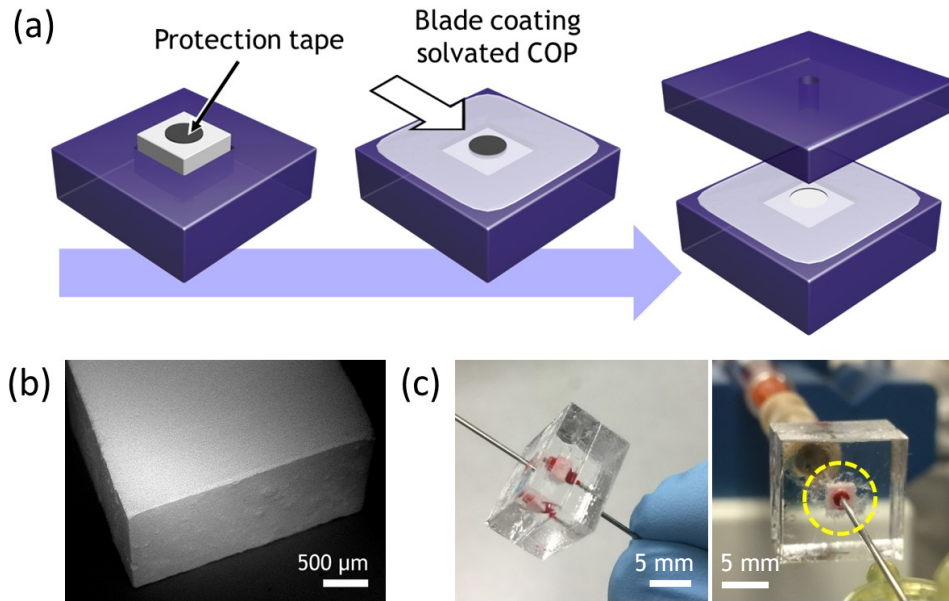 (a)
Protection tape
Blade coating
solvated COP
(b)
500 µm
(c)
5 mm
5 mm